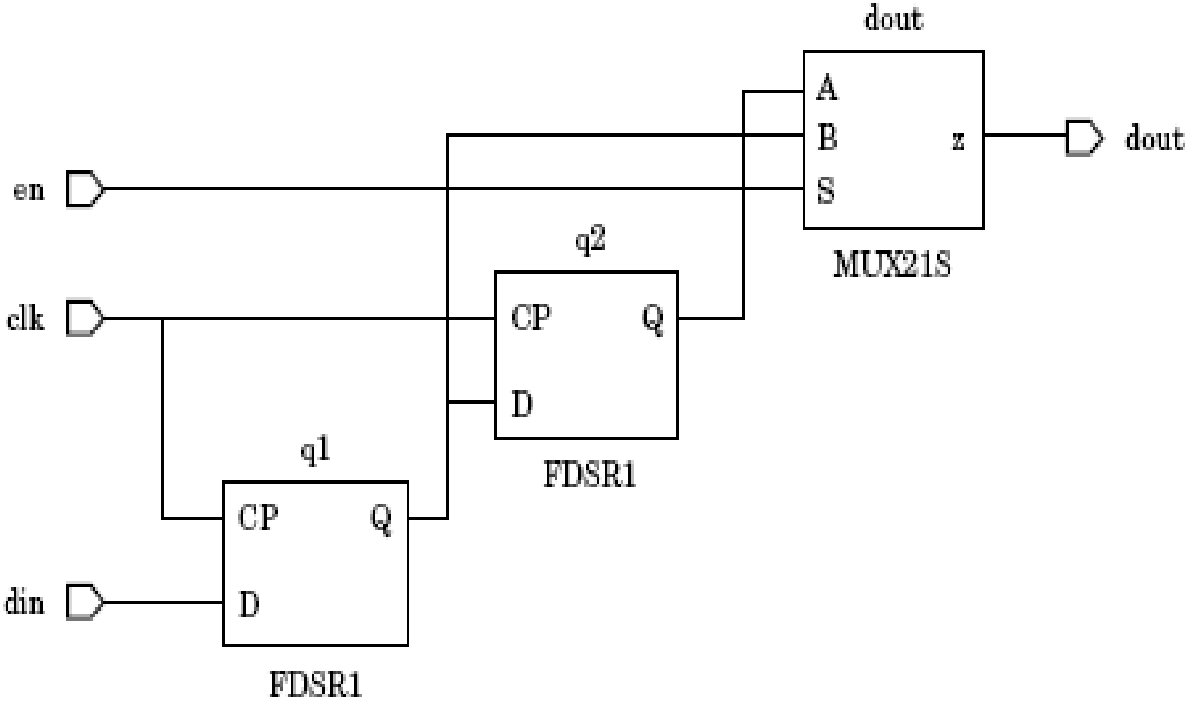 dout
A
B
z
dout
en
S
q2
MUX21S
clk
CP
Q
D
q1
FDSR1
CP
Q
din
D
FDSR1